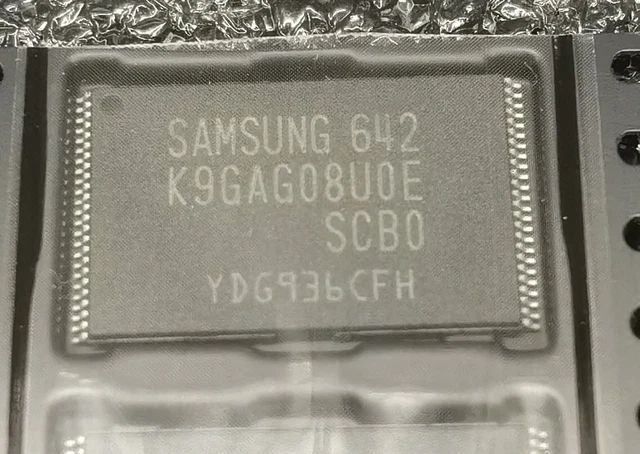 SAMSUNG 642
K9GAG08U0E
SCB0
YDG936CFH